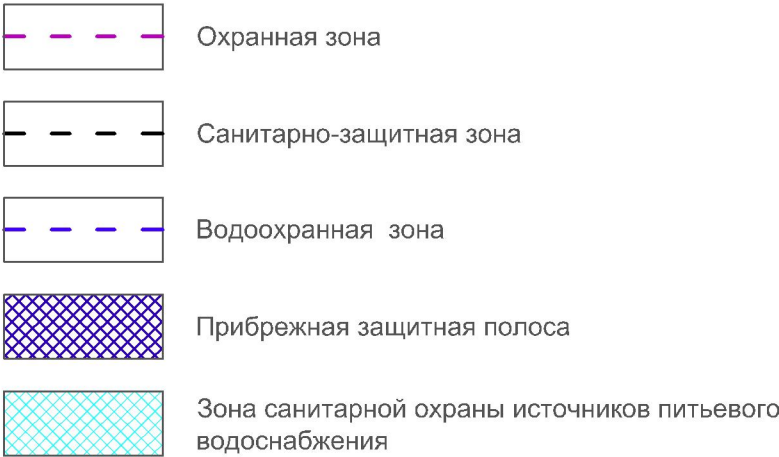 Охранная зона
Санитарно-защитная зона
Водоохранная зона
Прибрежная защитная полоса
Зона санитарной охраны источников питьевого
водоснабжения